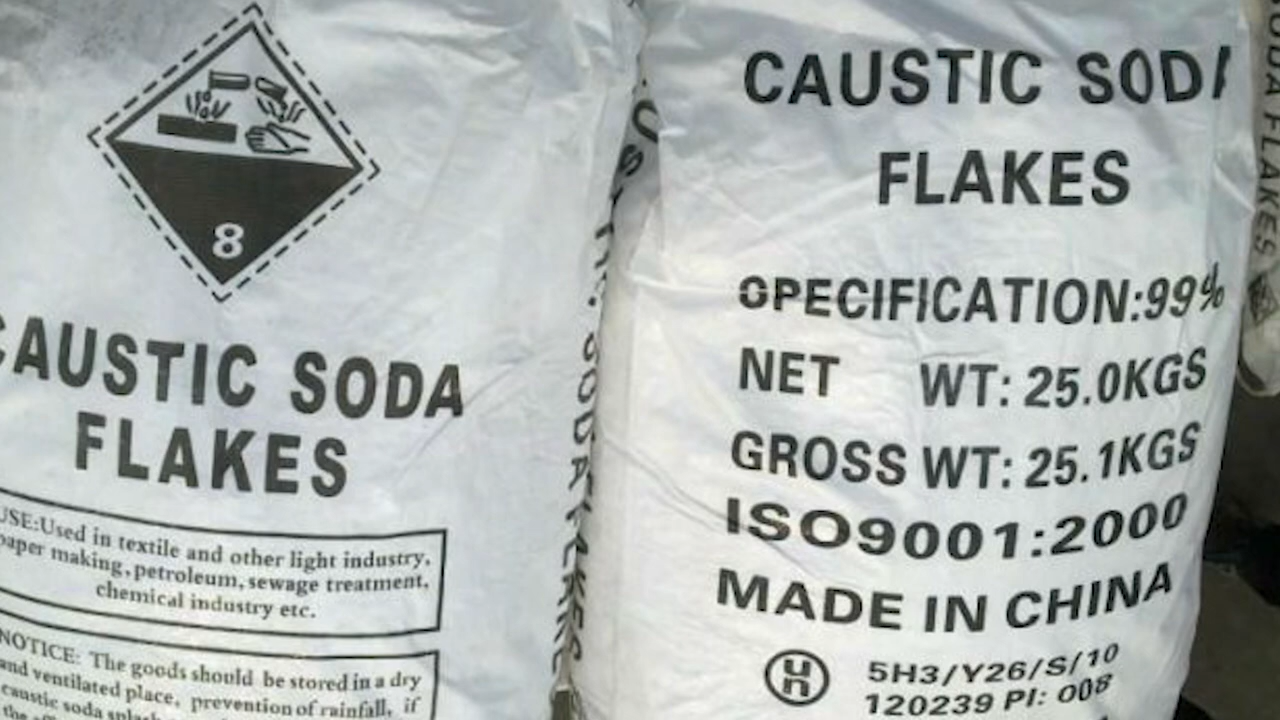 8
CAUSTIC SODA
FLAKES
USE:Used in textile and other light industry,
paper making, petroleum, sewage treatment,
chemical industry etc.
NOTICE: The goods should be stored in a dry
and ventilated place, prevention of rainfall, if
caustic soda
CAUSTIC SODA FLAKES
CAUSTIC SODA
FLAKES
SPECIFICATION:99%
NET WT: 25.0KGS
GROSS WT: 25.1KGS
ISO9001:2000
MADE IN CHINA
un 5H3/Y26/S/10
120239 PI: 008
SODA FLAKES